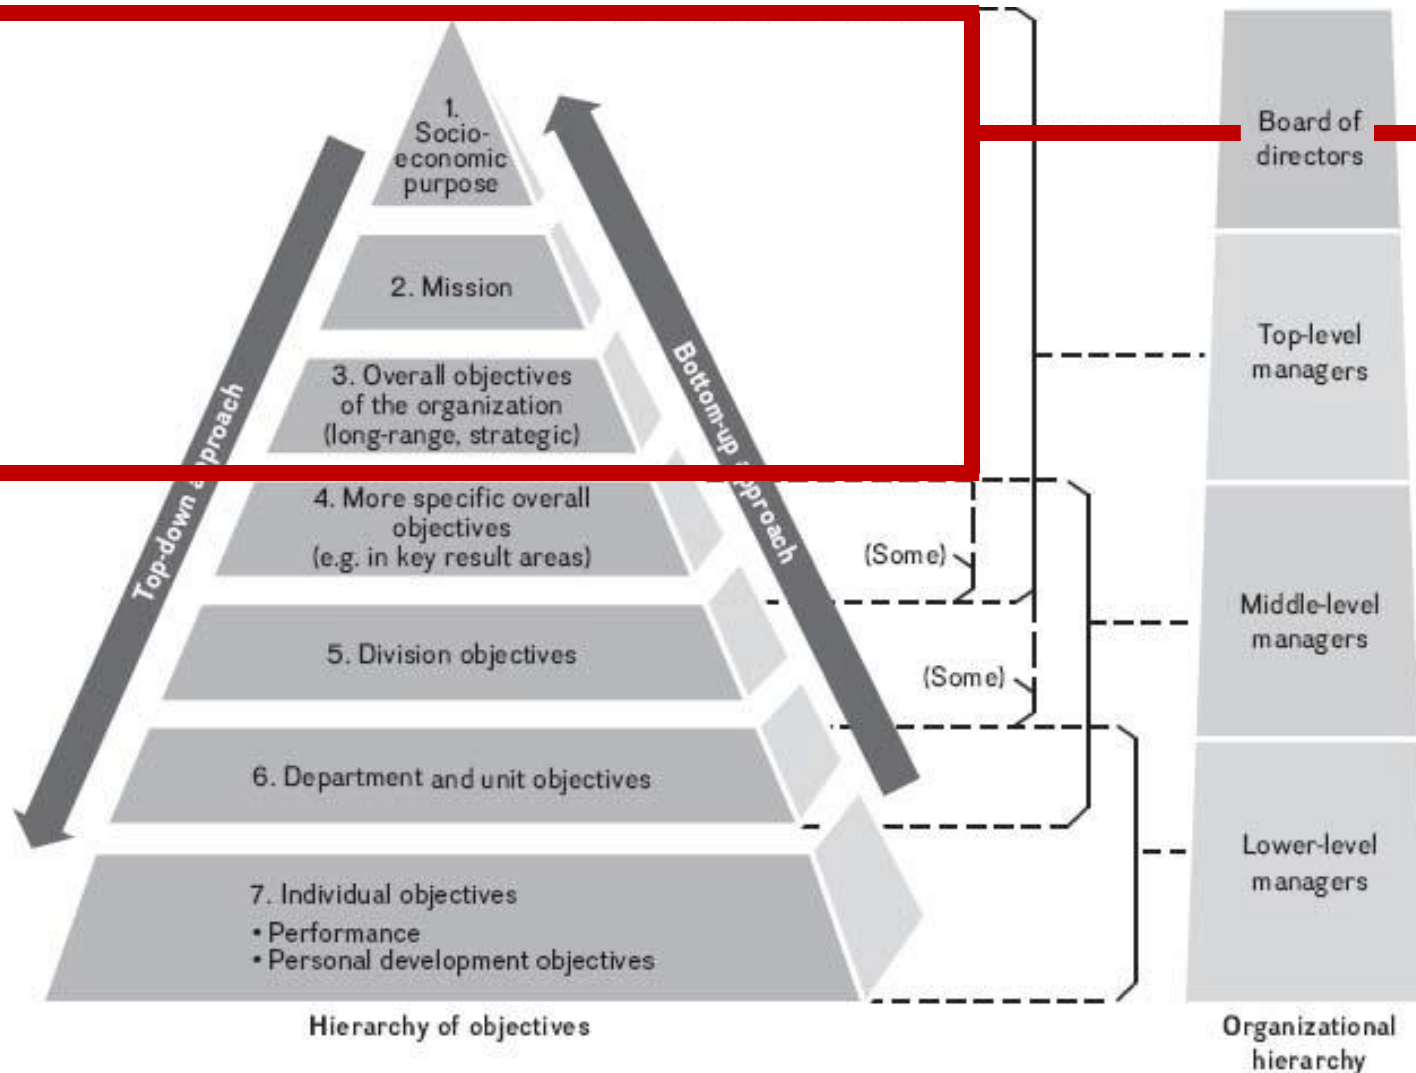 1.
Socio-
economic
purpose
2. Mission
3. Overall objectives
of the organization
(long-range, strategic)
4. More specific overall
objectives
(e.g. in key result areas)
5. Division objectives
6. Department and unit objectives
7. Individual objectives
• Performance
• Personal development objectives
Top-down approach
Bottom-up approach
(Some)
(Some)
Board of
directors
Top-level
managers
Middle-level
managers
Lower-level
managers
Hierarchy of objectives
Organizational
hierarchy